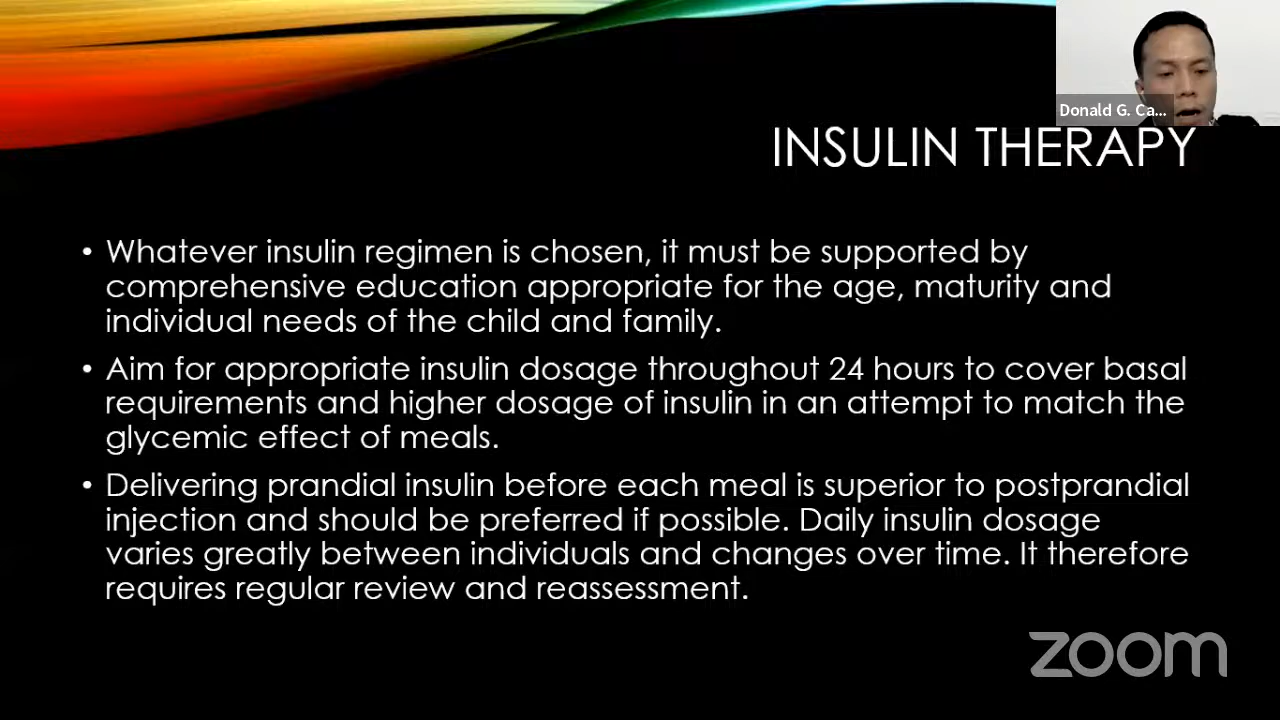 Donald G. Ca...
INSULIN THERAPY
• Whatever insulin regimen is chosen, it must be supported by
comprehensive education appropriate for the age, maturity and
individual needs of the child and family.
• Aim for appropriate insulin dosage throughout 24 hours to cover basal
requirements and higher dosage of insulin in an attempt to match the
glycemic effect of meals.
• Delivering prandial insulin before each meal is superior to postprandial
injection and should be preferred if possible. Daily insulin dosage
varies greatly between individuals and changes over time. It therefore
requires regular review and reassessment.
zoom